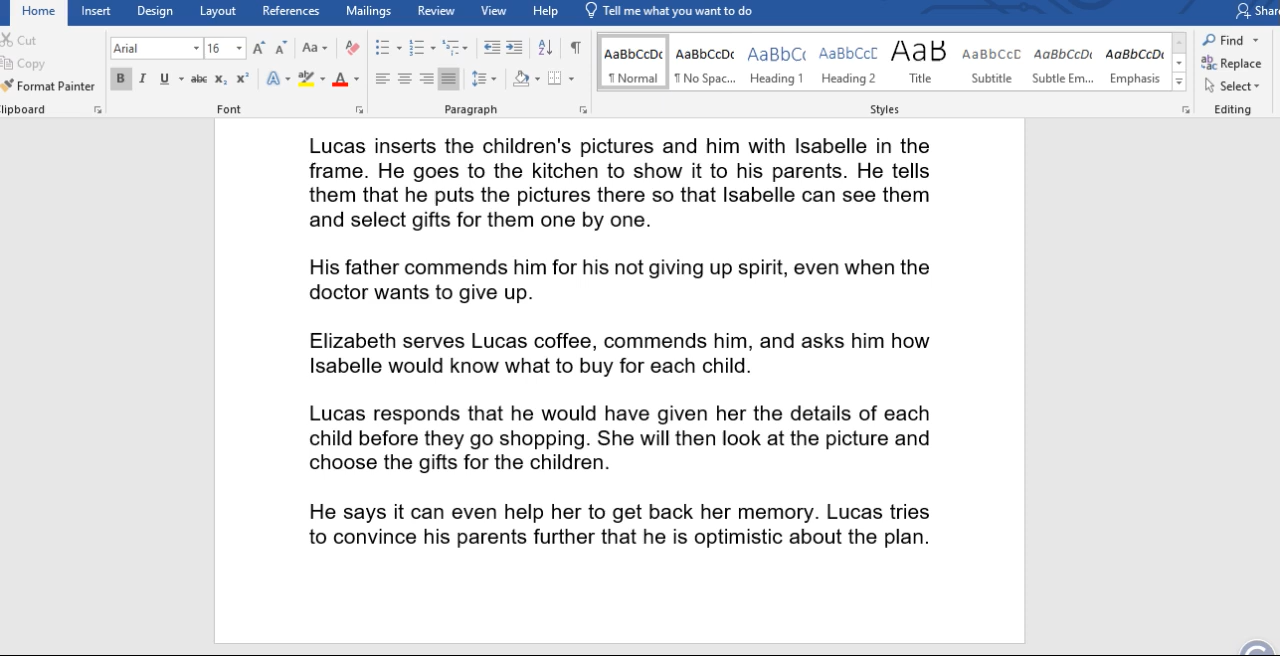 Home Insert Design Layout References Mailings Review View Help Tell me what you want to do Share
Cut Arial 16 Aa AaBbCcDc AaBbCcDc AaBbCc AaBbCcD AaB AaBbCcD AaBbCcDc AaBbCcDc Find
Copy Replace
Format Painter B I U abc X₂ X² A A ¶ Normal ¶ No Spac... Heading 1 Heading 2 Title Subtitle Subtle Em... Emphasis Select
lipboard Font Paragraph Styles Editing
Lucas inserts the children's pictures and him with Isabelle in the
frame. He goes to the kitchen to show it to his parents. He tells
them that he puts the pictures there so that Isabelle can see them
and select gifts for them one by one.
His father commends him for his not giving up spirit, even when the
doctor wants to give up.
Elizabeth serves Lucas coffee, commends him, and asks him how
Isabelle would know what to buy for each child.
Lucas responds that he would have given her the details of each
child before they go shopping. She will then look at the picture and
choose the gifts for the children.
He says it can even help her to get back her memory. Lucas tries
to convince his parents further that he is optimistic about the plan.